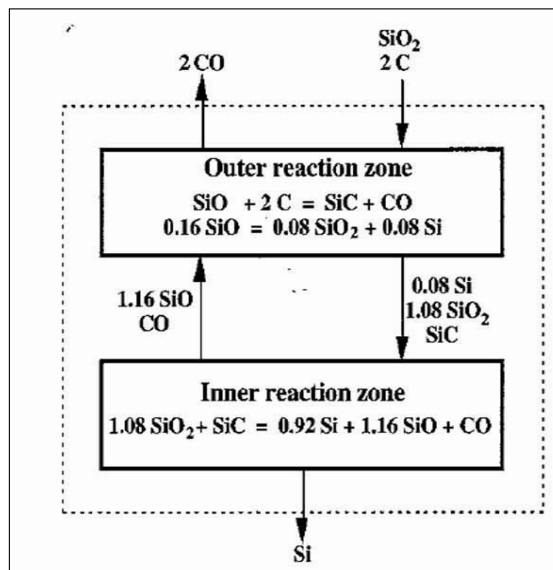 2 CO
SiO₂
2 C
Outer reaction zone
SiO + 2 C = SiC + CO
0.16 SiO = 0.08 SiO₂ + 0.08 Si
1.16 SiO
CO
0.08 Si
1.08 SiO₂
SiC
Inner reaction zone
1.08 SiO₂ + SiC = 0.92 Si + 1.16 SiO + CO
Si